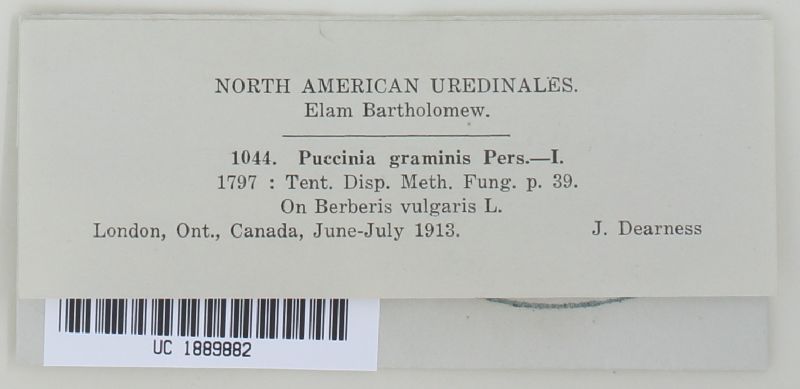 NORTH AMERICAN UREDINALES.
Elam Bartholomew.
1044. Puccinia graminis Pers.—I.
1797 : Tent. Disp. Meth. Fung. p. 39.
On Berberis vulgaris L.
London, Ont., Canada, June-July 1913. J. Dearness
UC 1889882